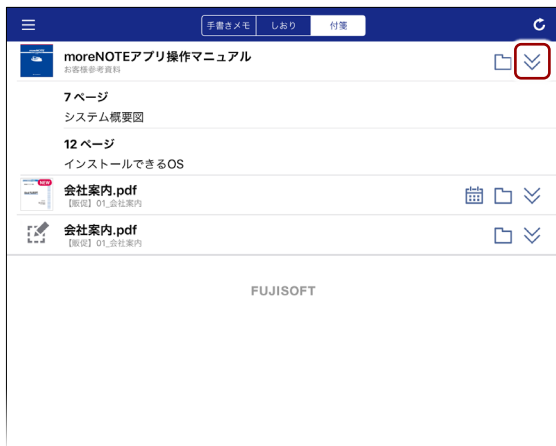 手書きメモ しおり 付箋
moreNOTEアプリ操作マニュアル
お客様参考資料
7 ページ
システム概要図
12 ページ
インストールできるOS
NEW
会社案内.pdf
【販促】01_会社案内
会社案内.pdf
【販促】01_会社案内
FUJISOFT